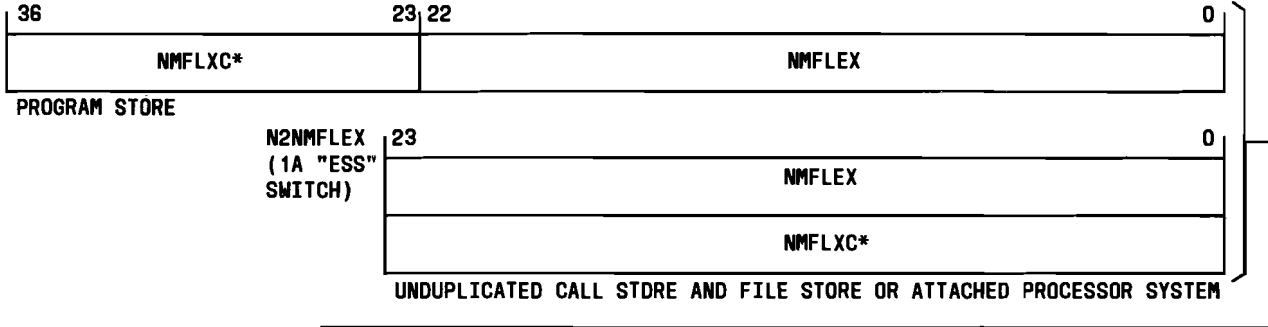 36 23 22 0
NMFLXC* NMFLEX
PROGRAM STORE
N2NMFLEX 23 0
(1A "ESS"
SWITCH)
NMFLEX
NMFLXC*
UNDUPLICATED CALL STORE AND FILE STORE OR ATTACHED PROCESSOR SYSTEM